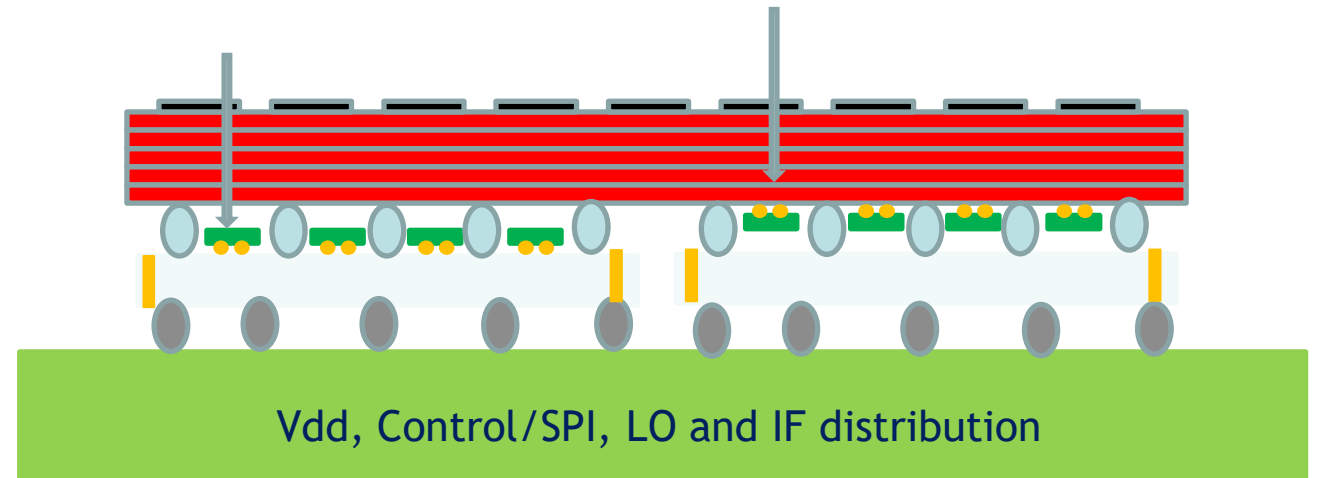 Vdd, Control/SPI, LO and IF distribution